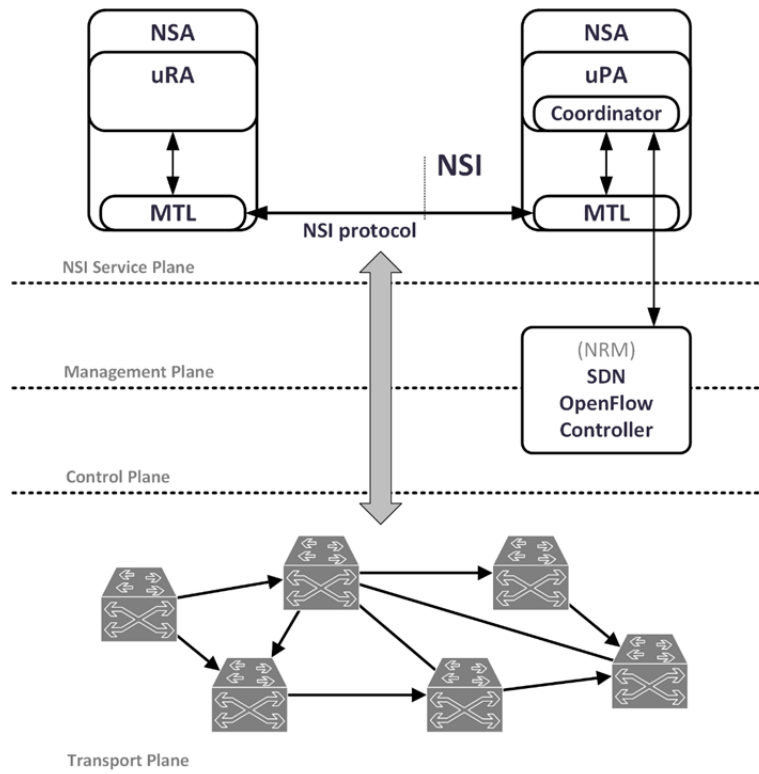 NSA
uRA
MTL
NSA
uPA
Coordinator
MTL
NSI
NSI protocol
NSI Service Plane
Management Plane
(NRM)
SDN
OpenFlow
Controller
Control Plane
Transport Plane